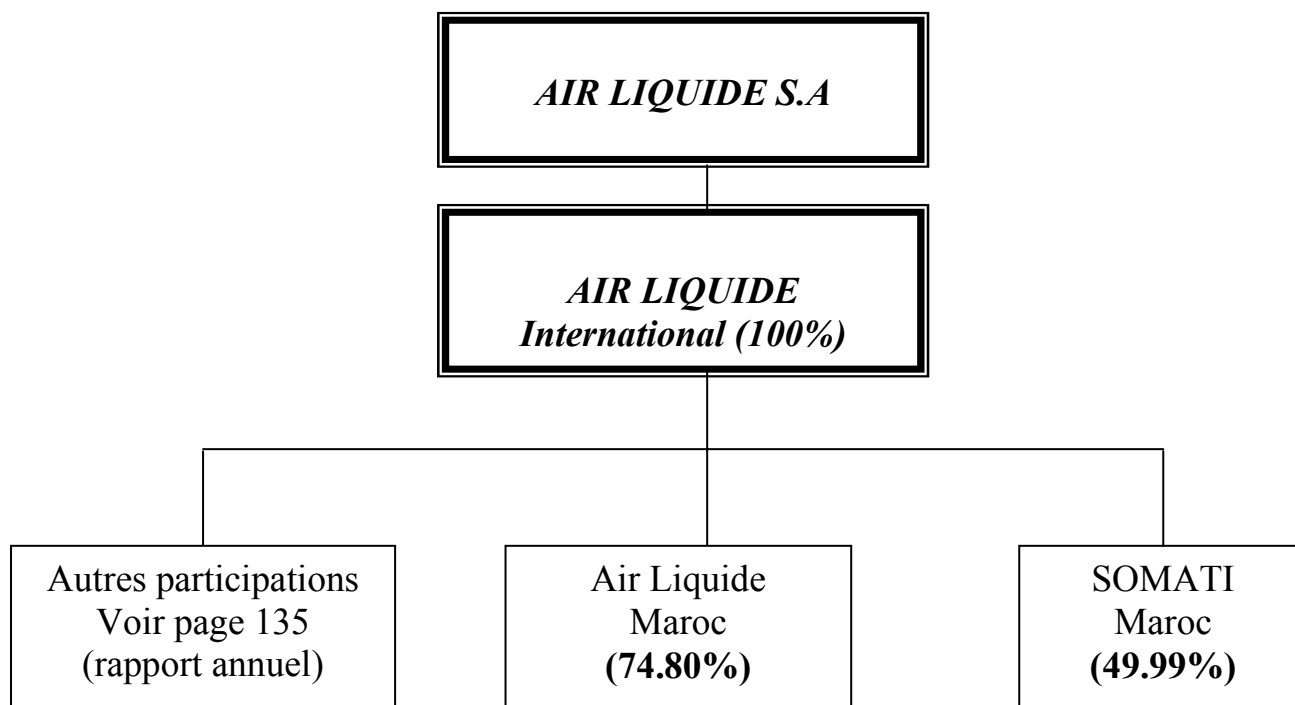 AIR LIQUIDE S.A
AIR LIQUIDE
International (100%)
Autres participations
Voir page 135
(rapport annuel)
Air Liquide
Maroc
(74.80%)
SOMATI
Maroc
(49.99%)